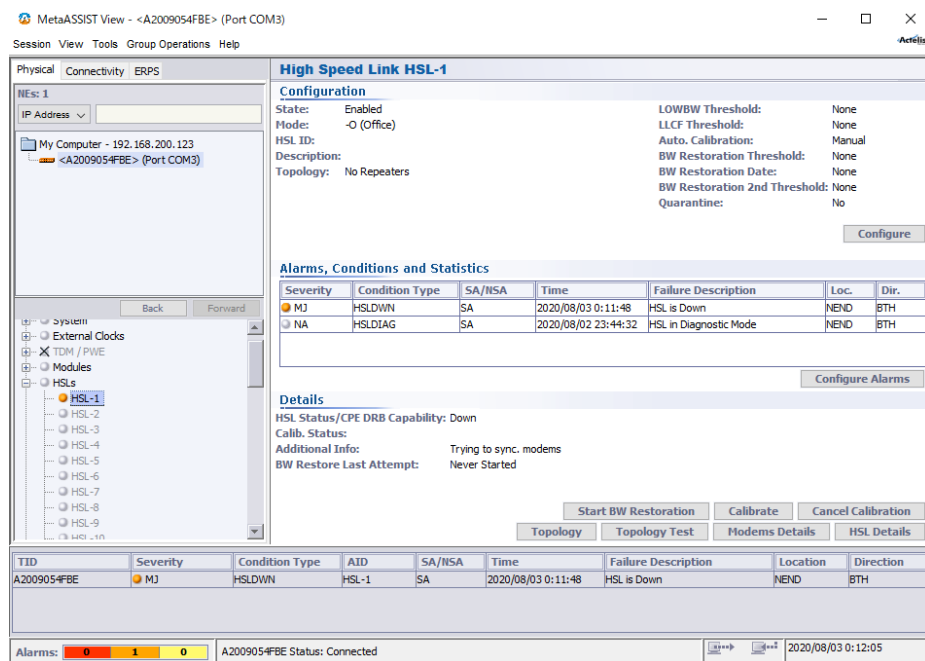 MetaASSIST View - <A2009054FBE> (Port COM3)
Session View Tools Group Operations Help
Actelis
Physical Connectivity ERPS
NEs: 1
IP Address
My Computer - 192.168.200.123
<A2009054FBE> (Port COM3)
Back Forward
System
External Clocks
TDM / PWE
Modules
HSLs
HSL-1
HSL-2
HSL-3
HSL-4
HSL-5
HSL-6
HSL-7
HSL-8
HSL-9
HSL-10
High Speed Link HSL-1
Configuration
State: Enabled LOWBW Threshold: None
Mode: -O (Office) LLCF Threshold: None
HSL ID: Auto. Calibration: Manual
Description: BW Restoration Threshold: None
Topology: No Repeaters BW Restoration Date: None
BW Restoration 2nd Threshold: None
Quarantine: No
Configure
Alarms, Conditions and Statistics
Severity Condition Type SA/NSA Time Failure Description Loc. Dir.
MJ HSLDWN SA 2020/08/03 0:11:48 HSL is Down NEND BTH
NA HSLDIAG SA 2020/08/02 23:44:32 HSL in Diagnostic Mode NEND BTH
Configure Alarms
Details
HSL Status/CPE DRB Capability: Down
Calib. Status:
Additional Info: Trying to sync. modems
BW Restore Last Attempt: Never Started
Start BW Restoration Calibrate Cancel Calibration
Topology Topology Test Modems Details HSL Details
TID Severity Condition Type AID SA/NSA Time Failure Description Location Direction
A2009054FBE MJ HSLDWN HSL-1 SA 2020/08/03 0:11:48 HSL is Down NEND BTH
Alarms: 0 1 0 A2009054FBE Status: Connected 2020/08/03 0:12:05